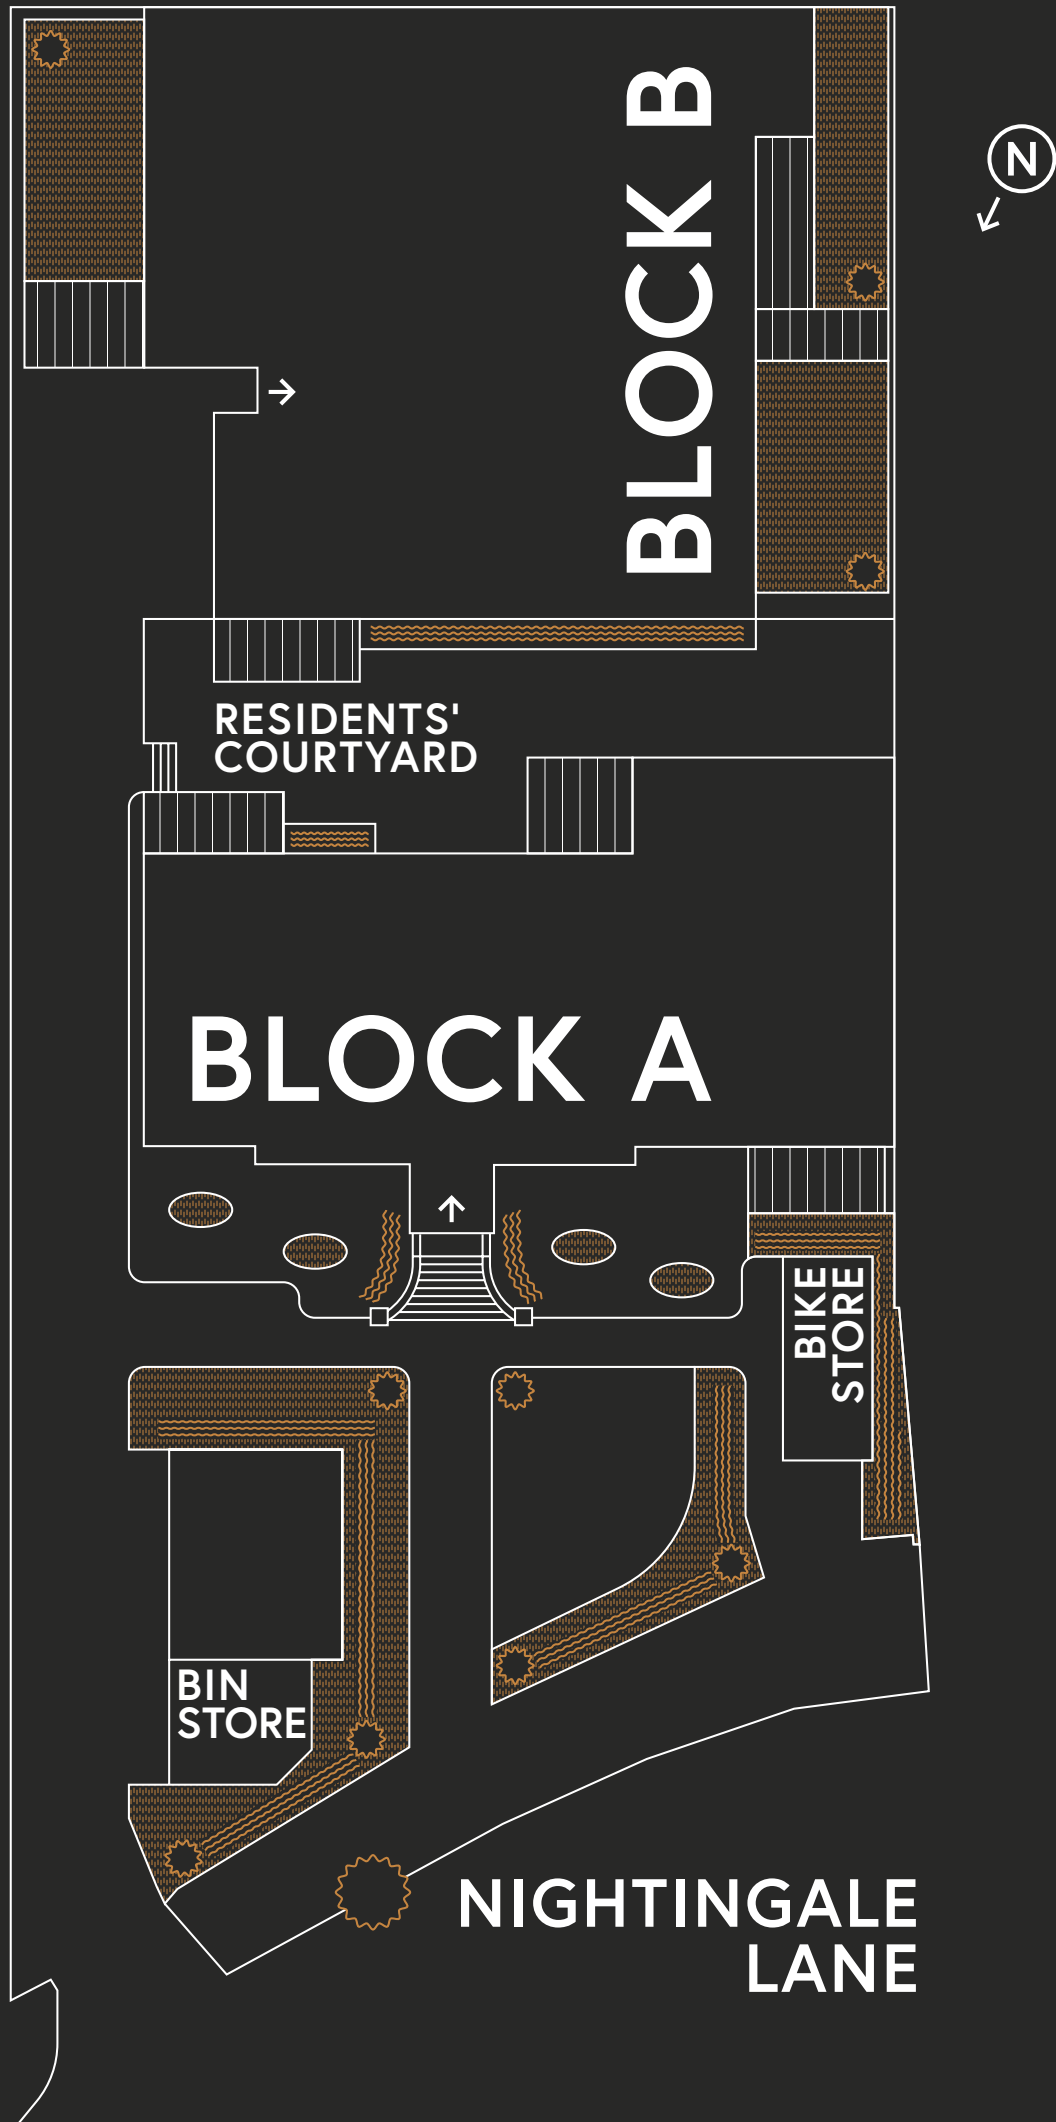 BLOCK B
N
RESIDENTS'
COURTYARD
BLOCK A
BIKE
STORE
BIN
STORE
NIGHTINGALE
LANE